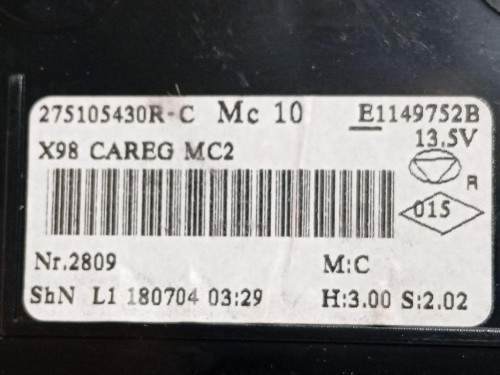 275105430R-C Mc 10 E1149752B
13.5V
X98 CAREG MC2
R
015
Nr.2809 M:C
ShN L1 180704 03:29 H:3.00 S:2.02